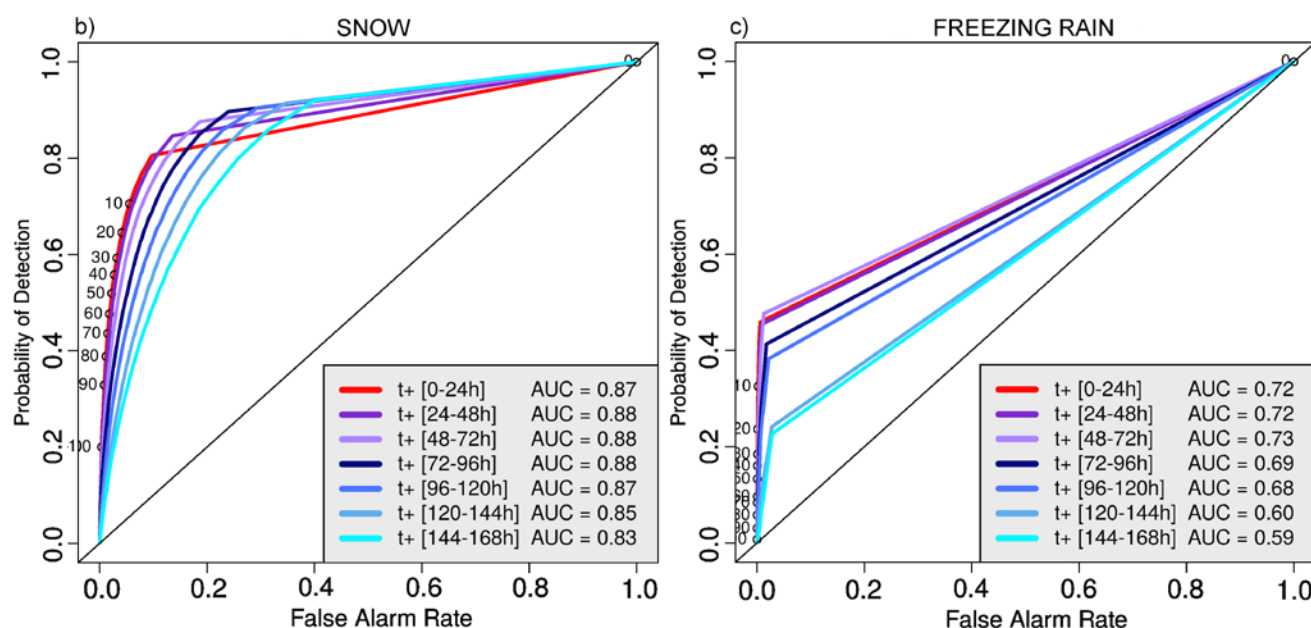 b) SNOW
Probability of Detection
1.0
0.8
0.6
0.4
0.2
0.0
0
10
20
30
40
50
60
70
80
90
100
t+ [0-24h] AUC = 0.87
t+ [24-48h] AUC = 0.88
t+ [48-72h] AUC = 0.88
t+ [72-96h] AUC = 0.88
t+ [96-120h] AUC = 0.87
t+ [120-144h] AUC = 0.85
t+ [144-168h] AUC = 0.83
0.0 0.2 0.4 0.6 0.8 1.0
False Alarm Rate
c) FREEZING RAIN
Probability of Detection
1.0
0.8
0.6
0.4
0.2
0.0
0
10
20
30
40
50
60
70
80
90
t+ [0-24h] AUC = 0.72
t+ [24-48h] AUC = 0.72
t+ [48-72h] AUC = 0.73
t+ [72-96h] AUC = 0.69
t+ [96-120h] AUC = 0.68
t+ [120-144h] AUC = 0.60
t+ [144-168h] AUC = 0.59
0.0 0.2 0.4 0.6 0.8 1.0
False Alarm Rate